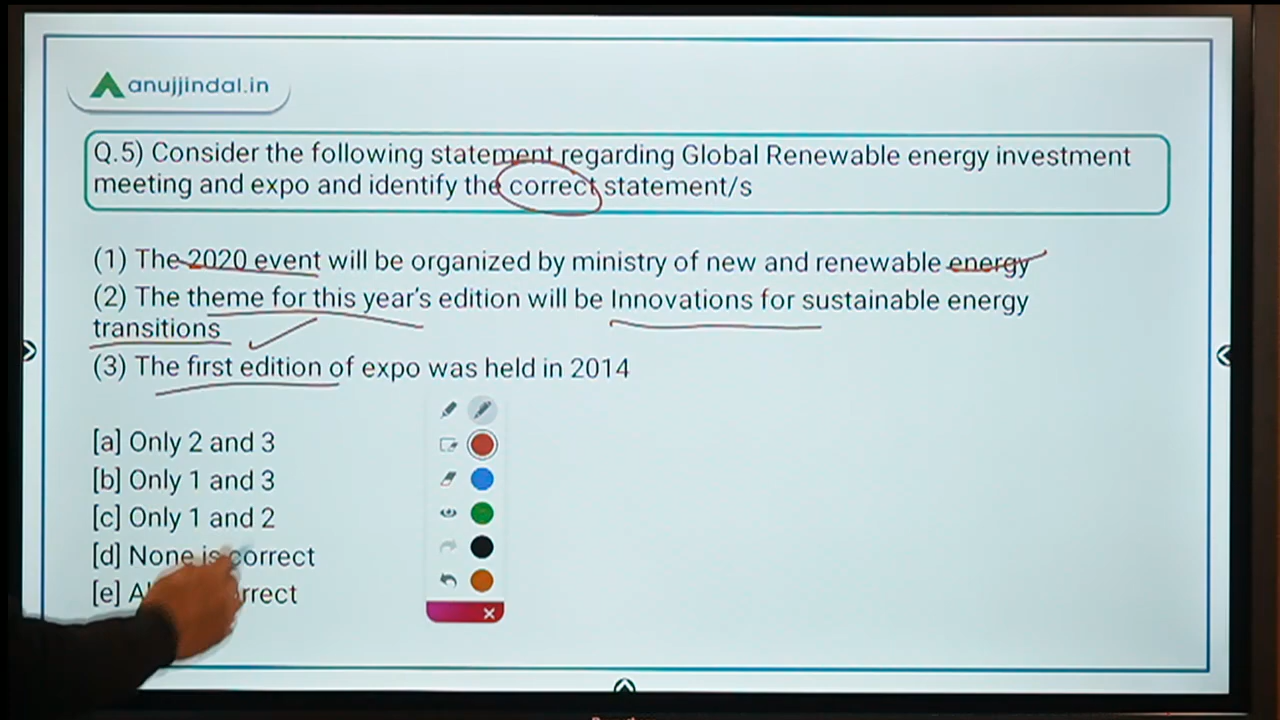 anujjindal.in
Q.5) Consider the following statement regarding Global Renewable energy investment
meeting and expo and identify the correct statement/s
(1) The 2020 event will be organized by ministry of new and renewable energy
(2) The theme for this year's edition will be Innovations for sustainable energy
transitions
(3) The first edition of expo was held in 2014
[a] Only 2 and 3
[b] Only 1 and 3
[c] Only 1 and 2
[d] None is correct
[e]